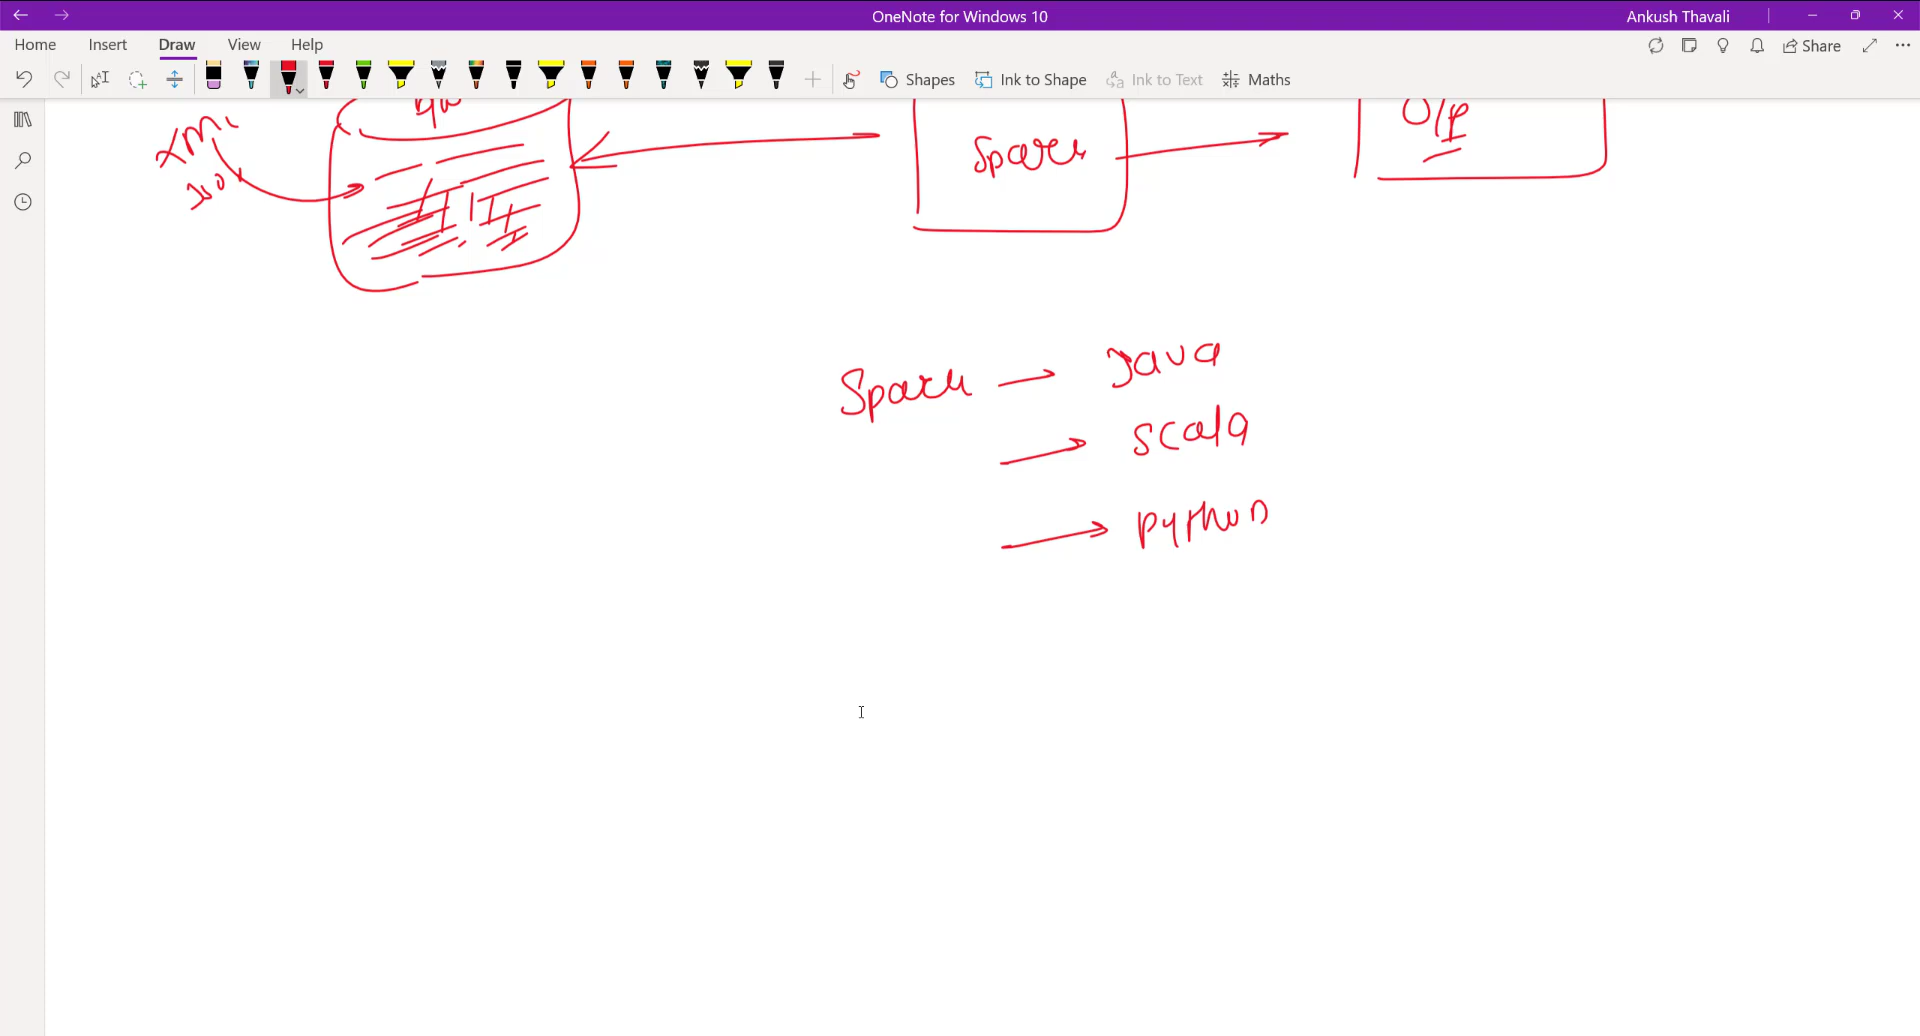 OneNote for Windows 10
Ankush Thavali
Home Insert Draw View Help
Share
Shapes Ink to Shape Ink to Text Maths
XML
Spark
O/P
Spark Java
Scala
Python